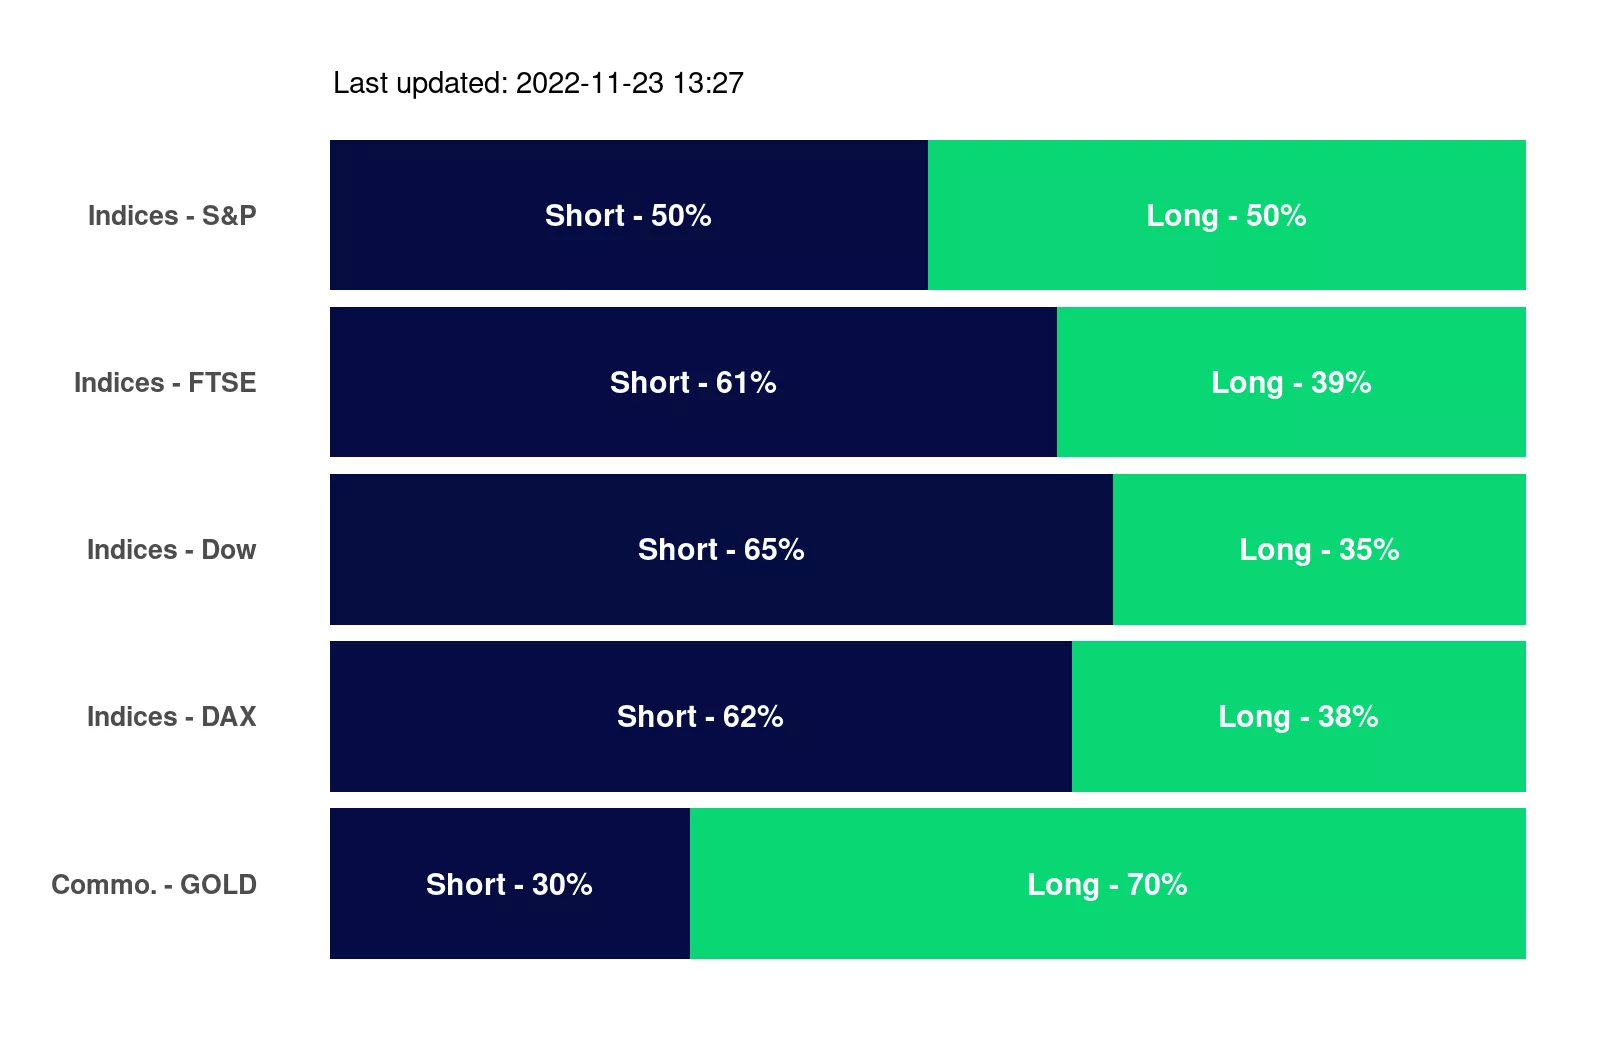 Last updated: 2022-11-23 13:27
Indices - S&P Short - 50% Long - 50%
Indices - FTSE Short - 61% Long - 39%
Indices - Dow Short - 65% Long - 35%
Indices - DAX Short - 62% Long - 38%
Commo. - GOLD Short - 30% Long - 70%